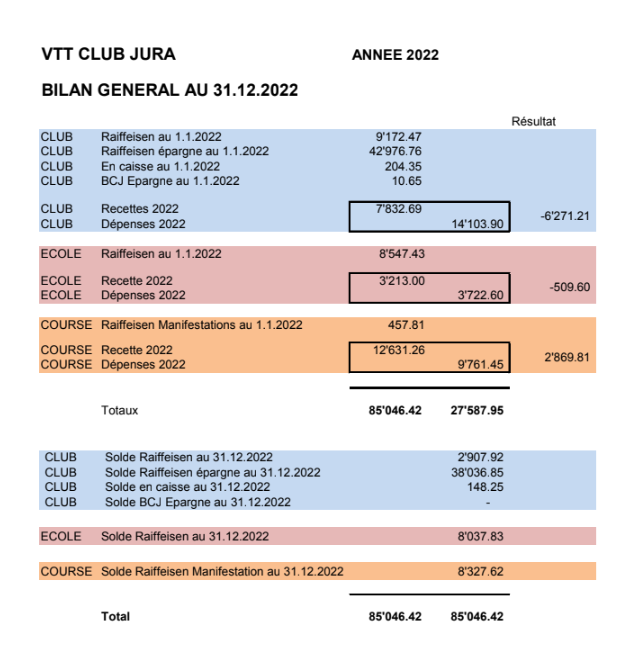 VTT CLUB JURA ANNEE 2022
BILAN GENERAL AU 31.12.2022
Résultat
CLUB Raiffeisen au 1.1.2022 9'172.47
CLUB Raiffeisen épargne au 1.1.2022 42'976.76
CLUB En caisse au 1.1.2022 204.35
CLUB BCJ Epargne au 1.1.2022 10.65
CLUB Recettes 2022 7'832.69
CLUB Dépenses 2022 14'103.90 -6'271.21
ECOLE Raiffeisen au 1.1.2022 8'547.43
ECOLE Recette 2022 3'213.00
ECOLE Dépenses 2022 3'722.60 -509.60
COURSE Raiffeisen Manifestations au 1.1.2022 457.81
COURSE Recette 2022 12'631.26
COURSE Dépenses 2022 9'761.45 2'869.81
Totaux 85'046.42 27'587.95
CLUB Solde Raiffeisen au 31.12.2022 2'907.92
CLUB Solde Raiffeisen épargne au 31.12.2022 38'036.85
CLUB Solde en caisse au 31.12.2022 148.25
CLUB Solde BCJ Epargne au 31.12.2022 -
ECOLE Solde Raiffeisen au 31.12.2022 8'037.83
COURSE Solde Raiffeisen Manifestation au 31.12.2022 8'327.62
Total 85'046.42 85'046.42